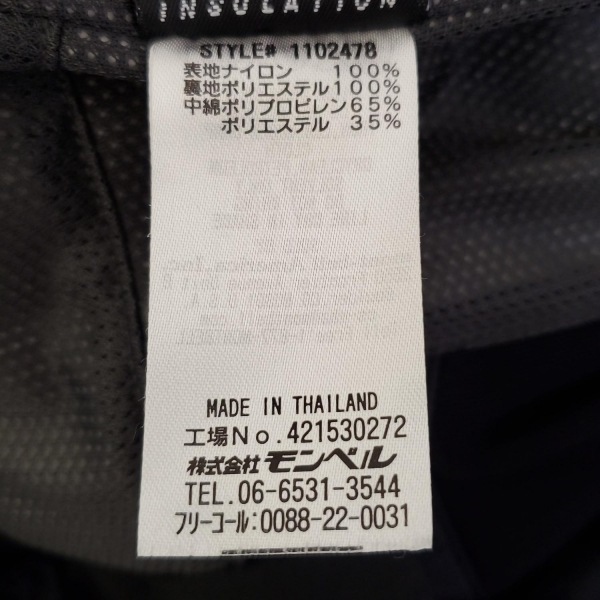 INSULATION
STYLE# 1102478
表地ナイロン 100%
裏地ポリエステル100%
中綿ポリプロピレン65%
ポリエステル 35%
MADE IN THAILAND
工場No.421530272
株式会社 モンベル
TEL.06-6531-3544
フリーコール:0088-22-0031